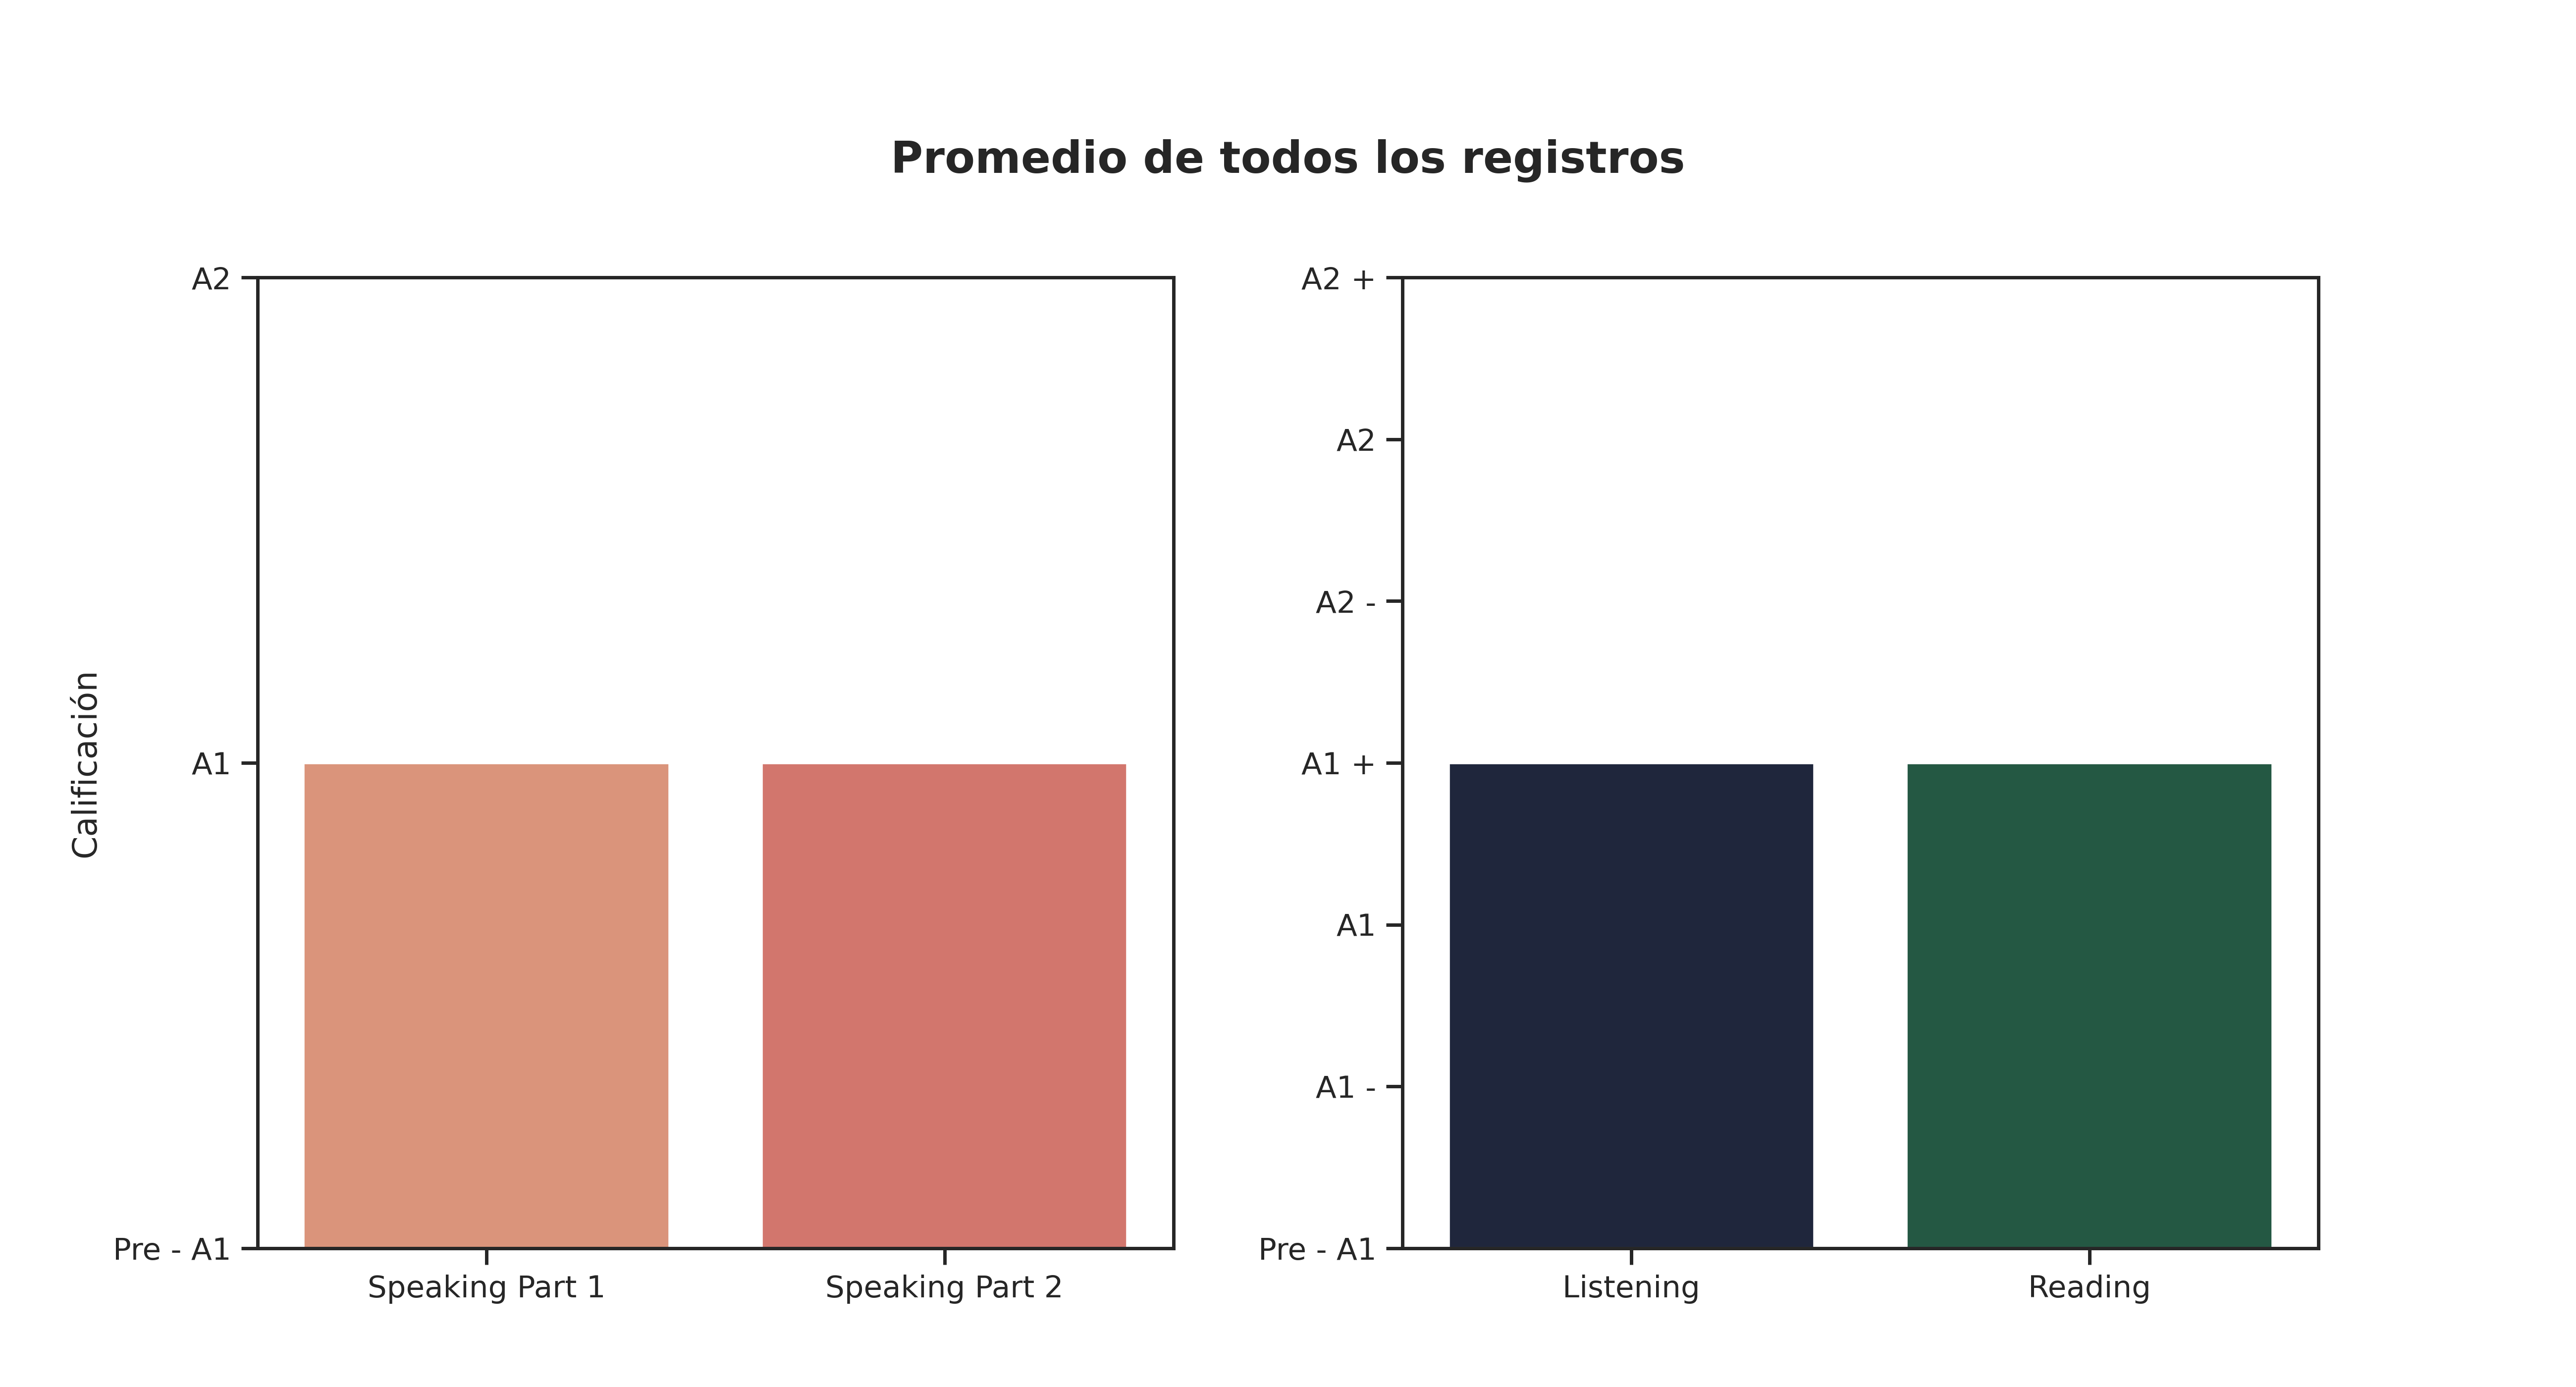 Promedio de todos los registros
Calificación
A2
A1
Pre - A1
Speaking Part 1
Speaking Part 2
A2 +
A2
A2 -
A1 +
A1
A1 -
Pre - A1
Listening
Reading